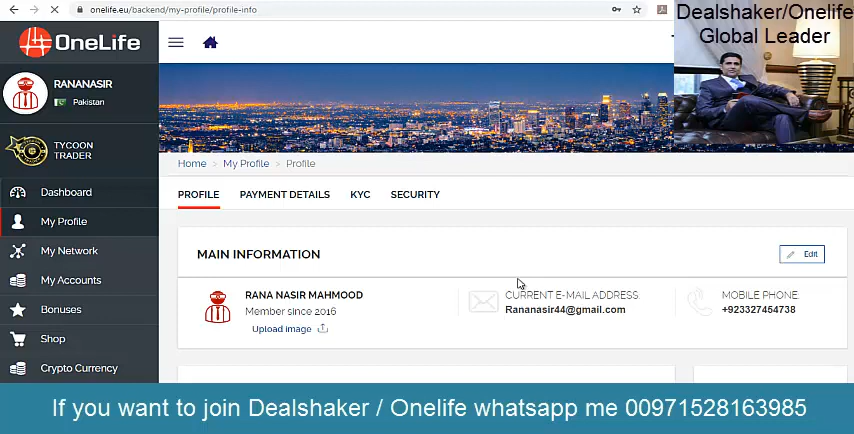 onelife.eu/backend/my-profile/profile-info
Dealshaker/Onelife
Global Leader
OneLife
RANANASIR
Pakistan
TYCOON
TRADER
Dashboard
My Profile
My Network
My Accounts
Bonuses
Shop
Crypto Currency
Home > My Profile > Profile
PROFILE PAYMENT DETAILS KYC SECURITY
MAIN INFORMATION
Edit
RANA NASIR MAHMOOD
Member since 2016
Upload image
CURRENT E-MAIL ADDRESS:
Rananasir44@gmail.com
MOBILE PHONE:
+923327454738
If you want to join Dealshaker / Onelife whatsapp me 00971528163985